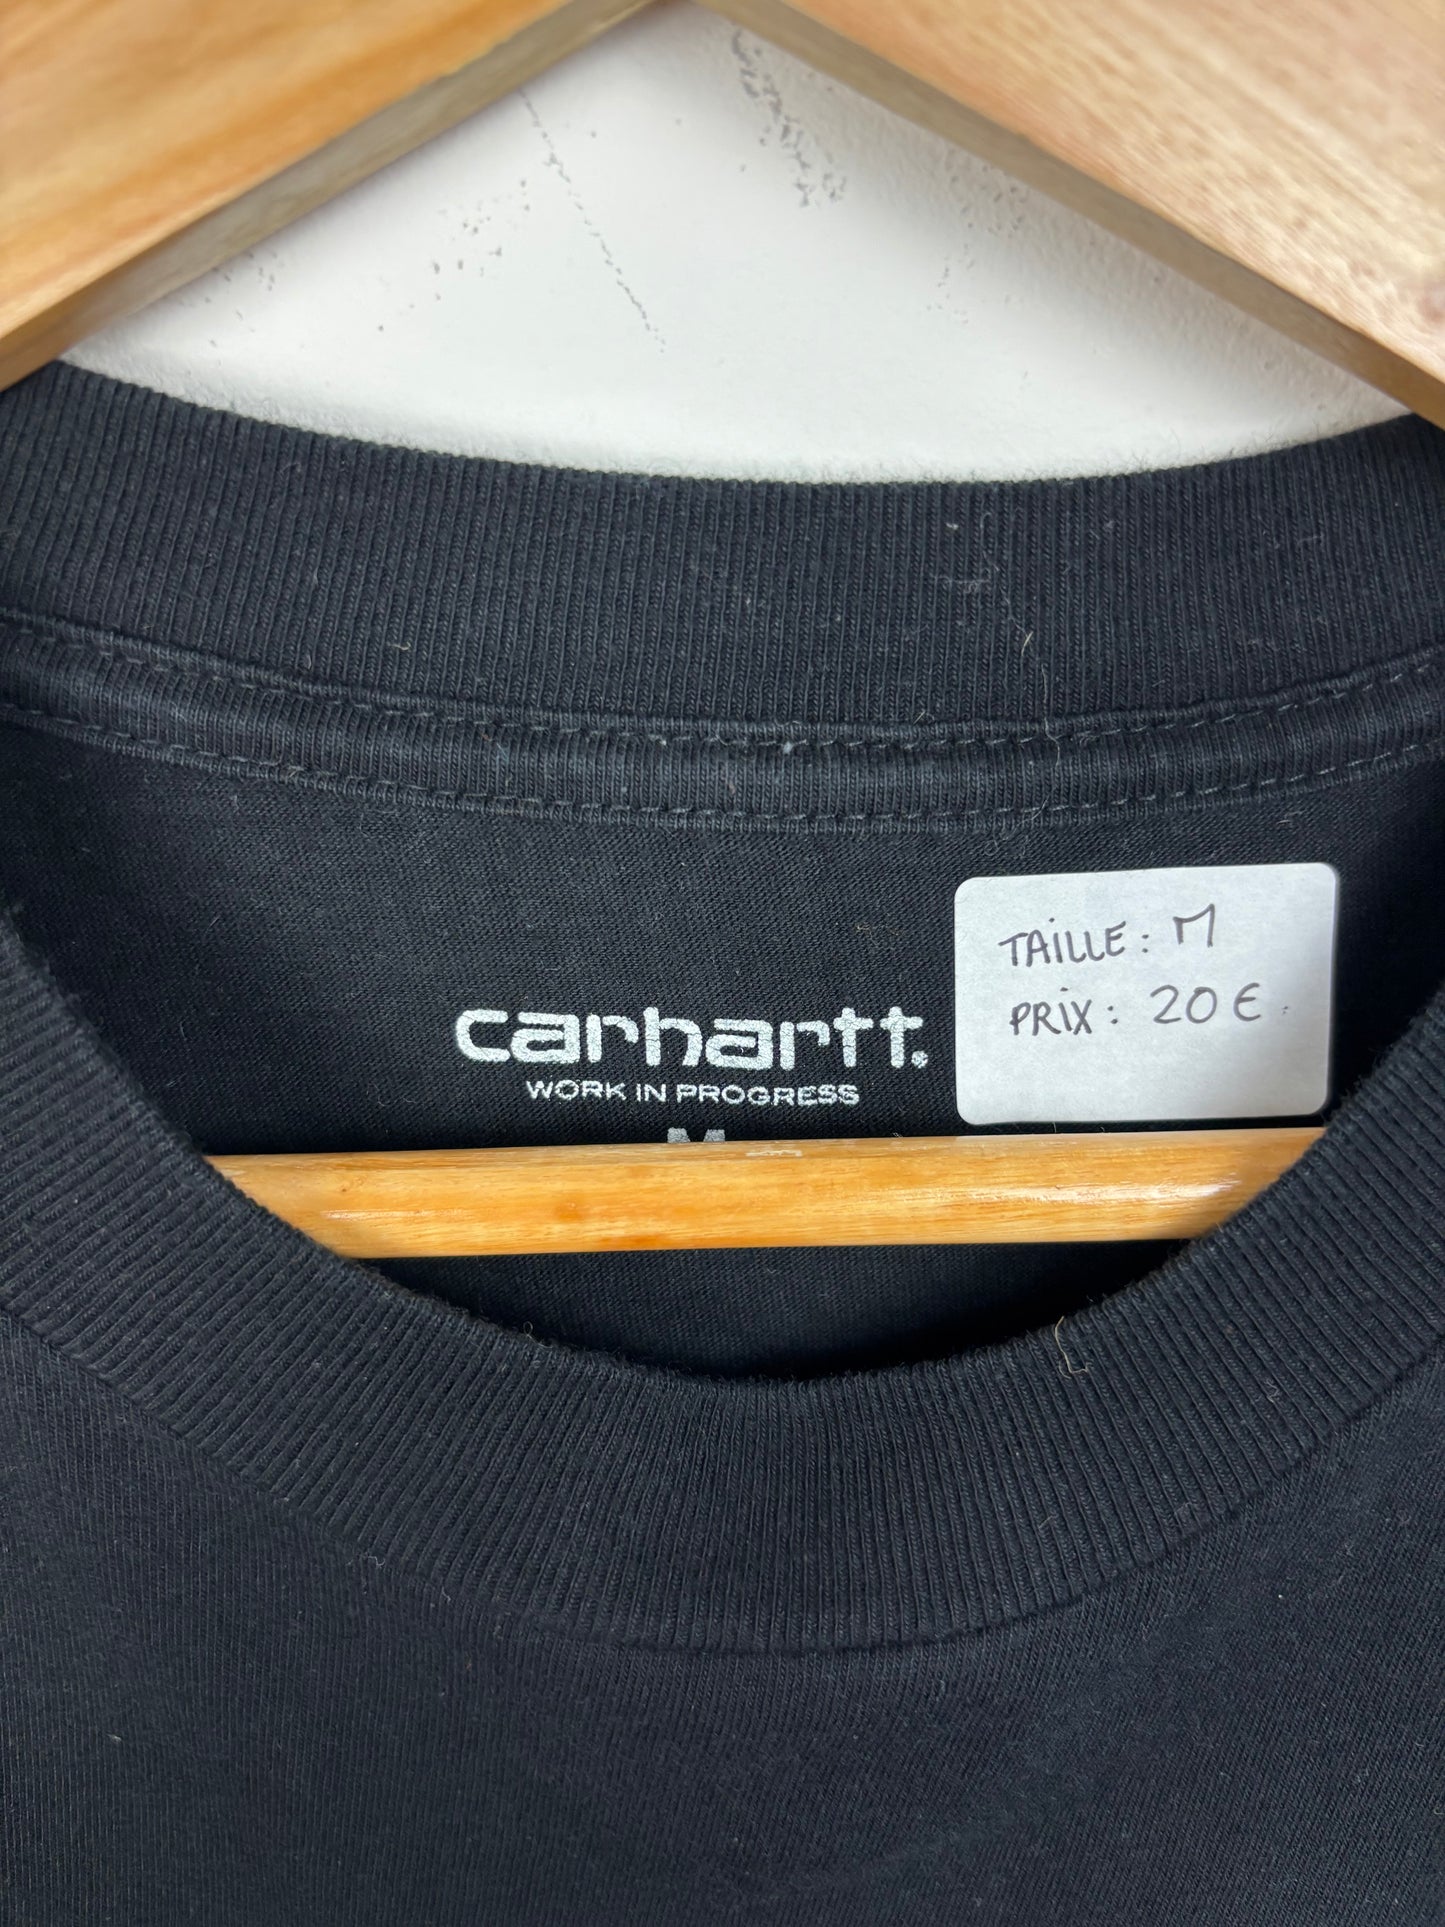 TAILLE: M
PRIX: 20 €
carhartt.
WORK IN PROGRESS
M